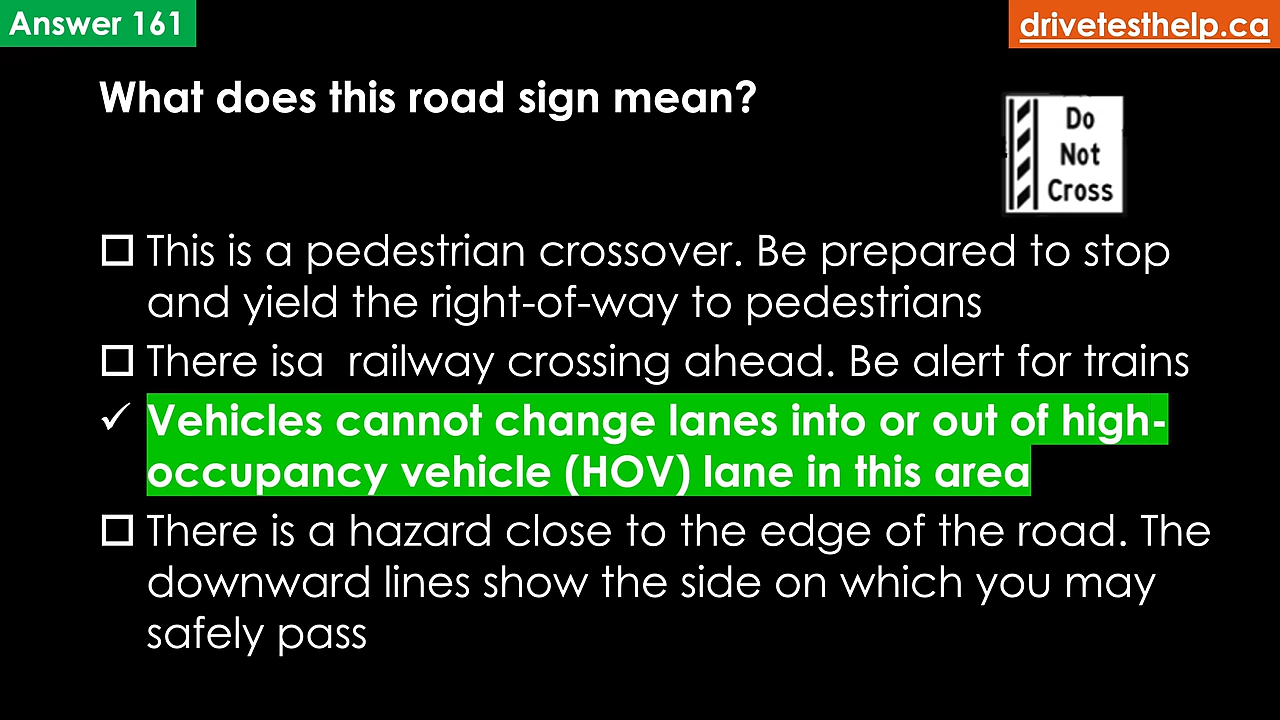 Answer 161
drivetesthelp.ca
What does this road sign mean?
Do
Not
Cross
This is a pedestrian crossover. Be prepared to stop
and yield the right-of-way to pedestrians
There isa  railway crossing ahead. Be alert for trains
Vehicles cannot change lanes into or out of high-
occupancy vehicle (HOV) lane in this area
There is a hazard close to the edge of the road. The
downward lines show the side on which you may
safely pass